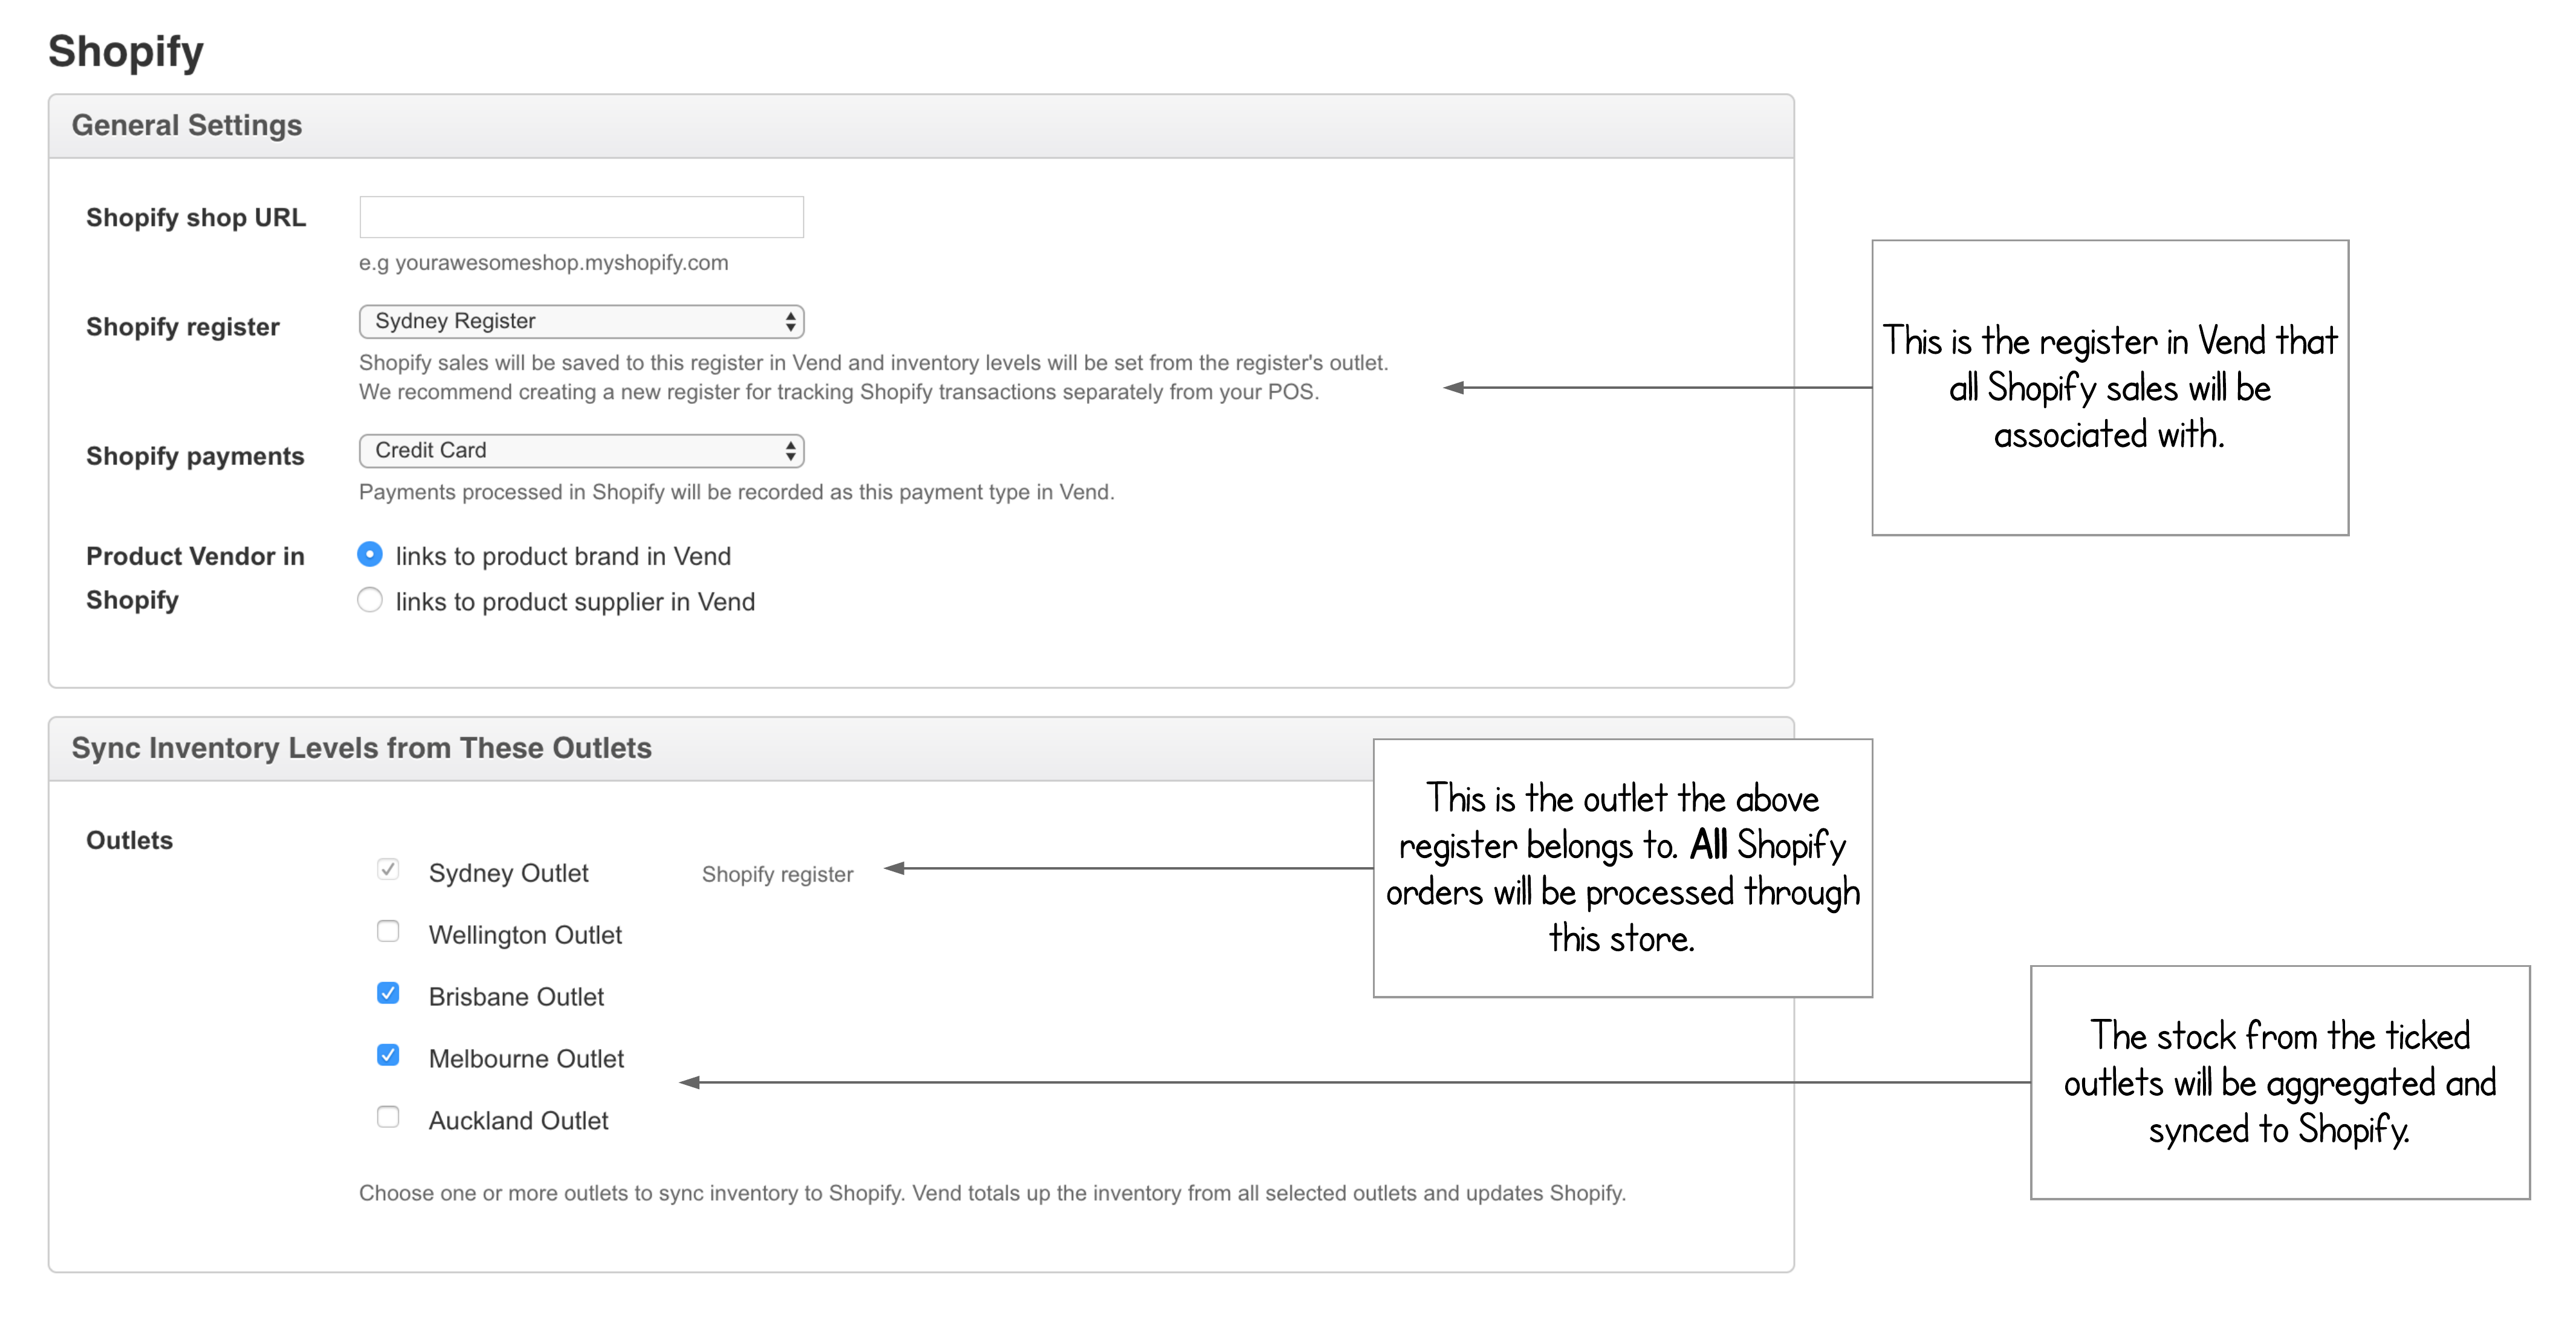 Shopify
General Settings
Shopify shop URL
e.g yourawesomeshop.myshopify.com
Shopify register
Sydney Register
Shopify sales will be saved to this register in Vend and inventory levels will be set from the register's outlet.
We recommend creating a new register for tracking Shopify transactions separately from your POS.
This is the register in Vend that
all Shopify sales will be
associated with.
Shopify payments
Credit Card
Payments processed in Shopify will be recorded as this payment type in Vend.
Product Vendor in
Shopify
links to product brand in Vend
links to product supplier in Vend
Sync Inventory Levels from These Outlets
Outlets
Sydney Outlet
Shopify register
This is the outlet the above
register belongs to. All Shopify
orders will be processed through
this store.
Wellington Outlet
Brisbane Outlet
Melbourne Outlet
Auckland Outlet
The stock from the ticked
outlets will be aggregated and
synced to Shopify.
Choose one or more outlets to sync inventory to Shopify. Vend totals up the inventory from all selected outlets and updates Shopify.